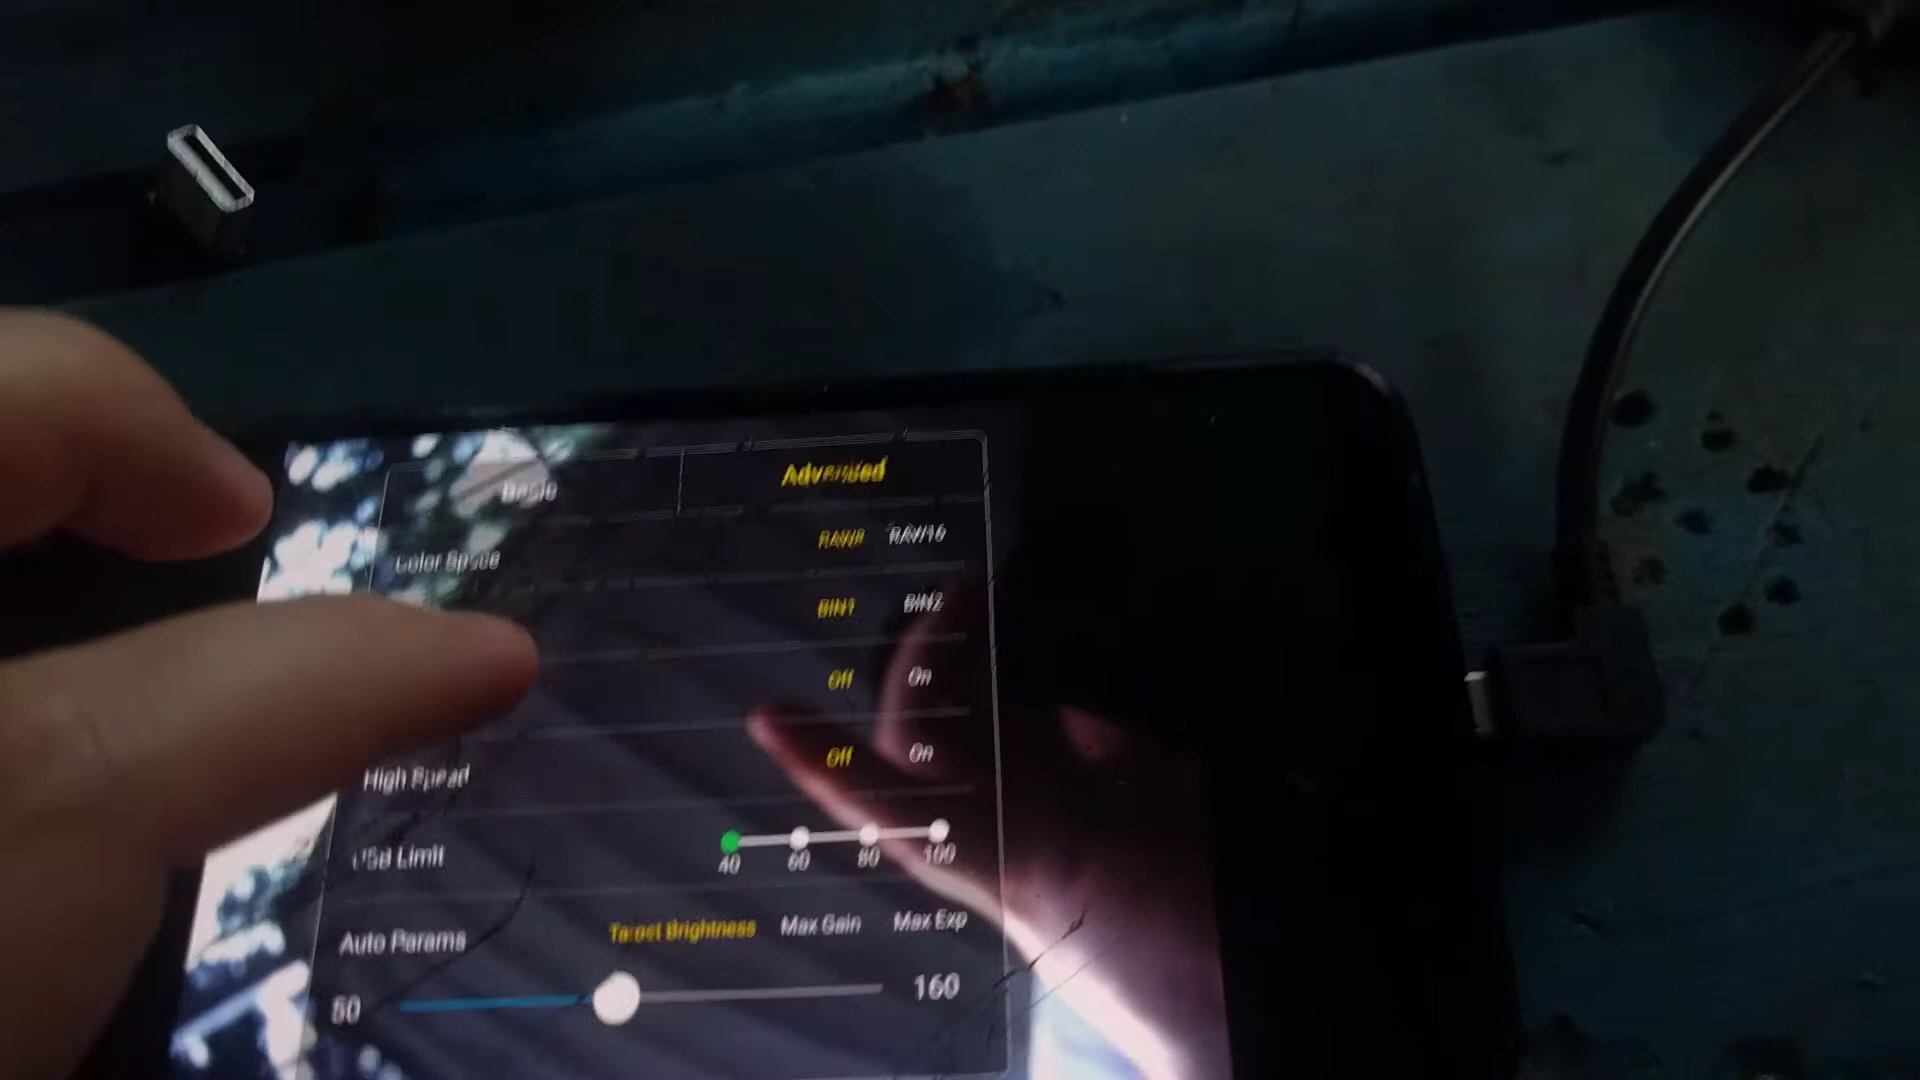 Basic Advanced
Color Space RAW8 RAW16
BIN1 BIN2
Off On
High Speed Off On
USB Limit 40 60 80 100
Auto Params Target Brightness Max Gain Max Exp
50 160